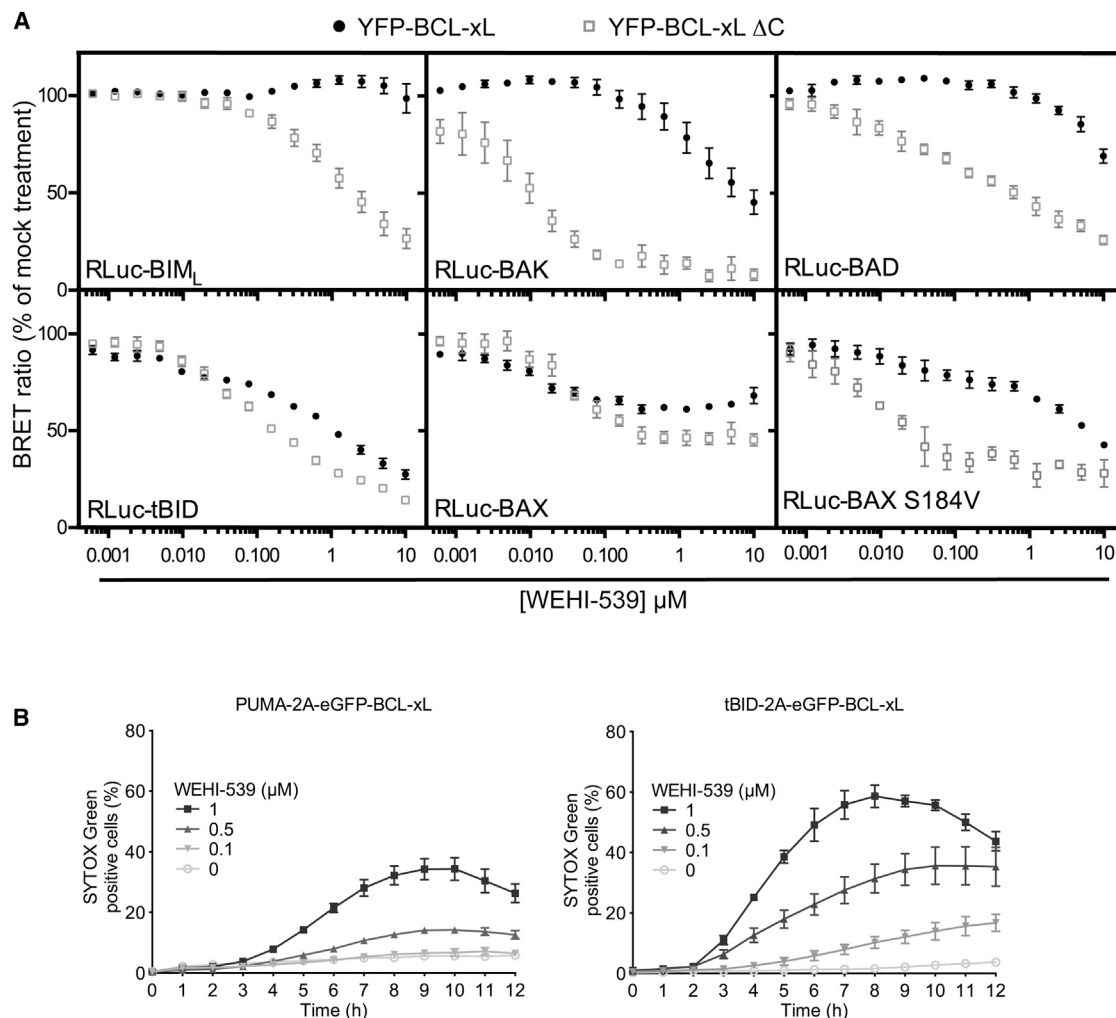 A
YFP-BCL-xL YFP-BCL-xL ΔC
BRET ratio (% of mock treatment)
100
50
0
RLuc-BIML RLuc-BAK RLuc-BAD
100
50
0
RLuc-tBID RLuc-BAX RLuc-BAX S184V
0.001 0.010 0.100 1 10 0.001 0.010 0.100 1 10 0.001 0.010 0.100 1 10
[WEHI-539] µM
B
PUMA-2A-eGFP-BCL-xL
SYTOX Green
positive cells (%)
80
60
40
20
0
WEHI-539 (µM)
1
0.5
0.1
0
0 1 2 3 4 5 6 7 8 9 10 11 12
Time (h)
tBID-2A-eGFP-BCL-xL
SYTOX Green
positive cells (%)
80
60
40
20
0
WEHI-539 (µM)
1
0.5
0.1
0
0 1 2 3 4 5 6 7 8 9 10 11 12
Time (h)